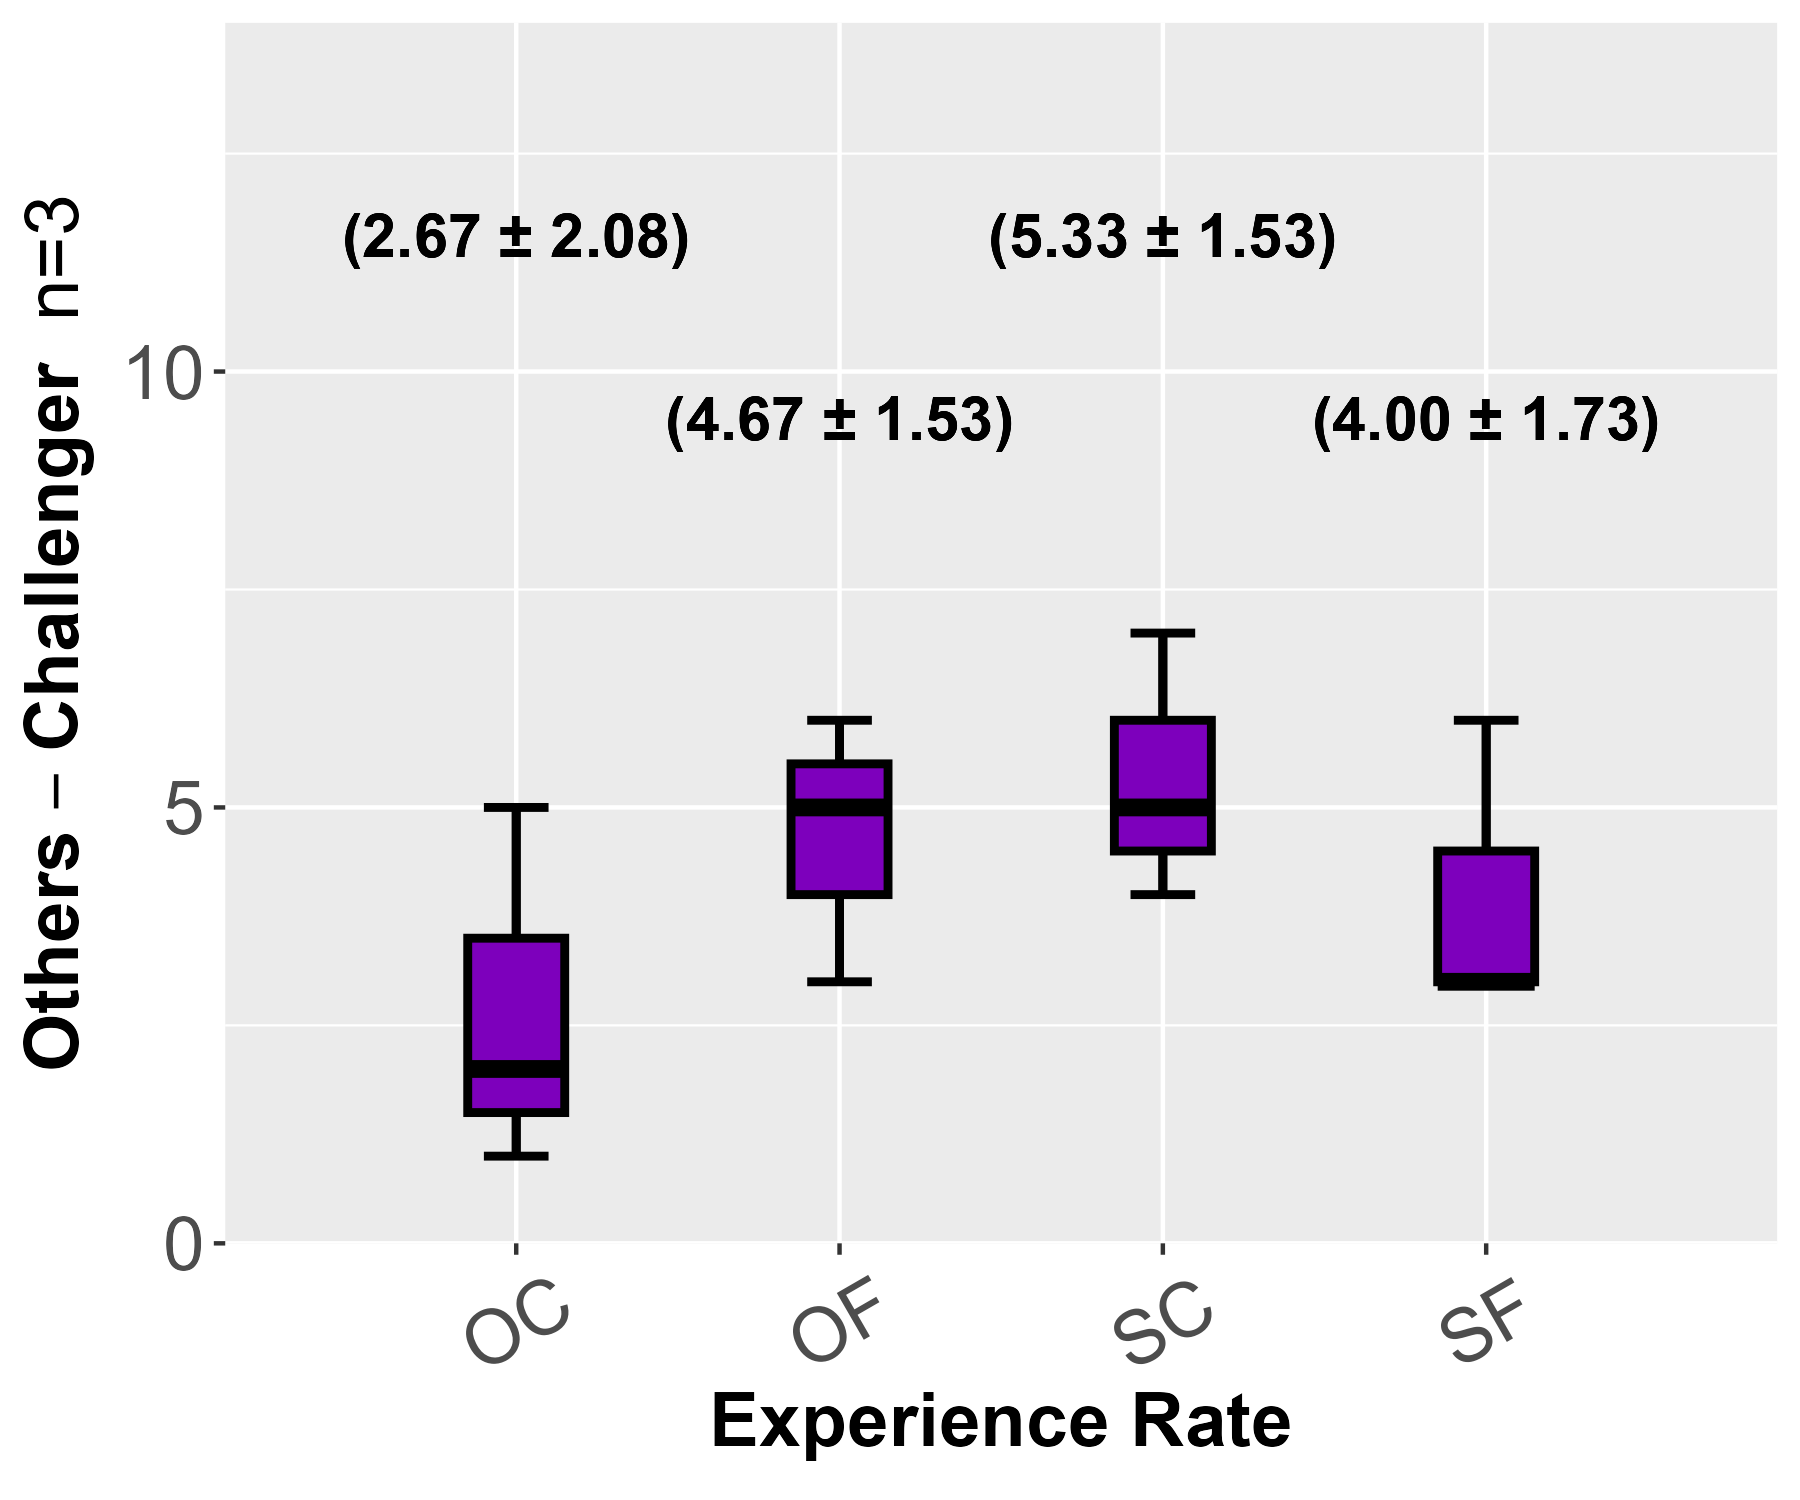 Others – Challenger n=3
(2.67 ± 2.08)
(5.33 ± 1.53)
(4.67 ± 1.53)
(4.00 ± 1.73)
10
5
0
OC
OF
SC
SF
Experience Rate